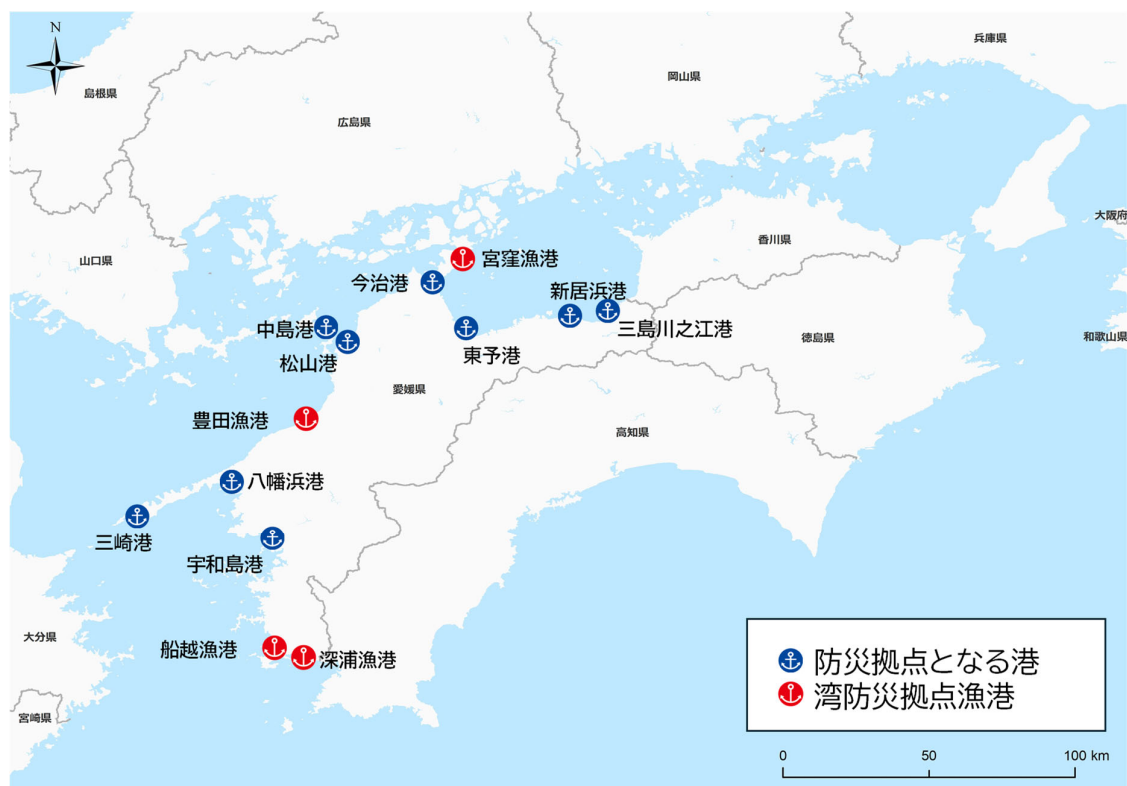 N
兵庫県
岡山県
島根県
広島県
大阪府
香川県
山口県
宮窪漁港
今治港
新居浜港
三島川之江港
中島港
徳島県
和歌山県
松山港
東予港
愛媛県
豊田漁港
高知県
八幡浜港
三崎港
宇和島港
大分県
船越漁港
深浦漁港
防災拠点となる港
湾防災拠点漁港
宮崎県
0 50 100 km